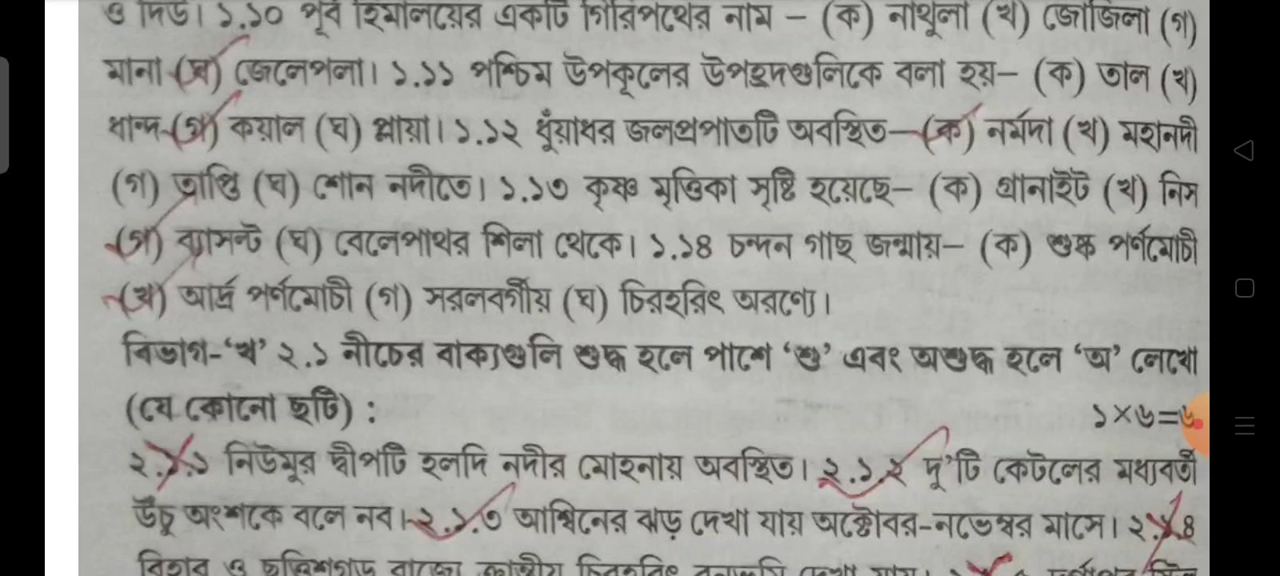 ও দিউ। ১.১০ পূর্ব হিমালয়ের একটি গিরিপথের নাম – (ক) নাথুলা (খ) জোজিলা (গ)
মানা (ঘ) জেলেপলা। ১.১১ পশ্চিম উপকূলের উপহ্রদগুলিকে বলা হয়– (ক) তাল (খ)
ধান্দ (গ) কয়াল (ঘ) প্লায়া। ১.১২ ধুঁয়াধর জলপ্রপাতটি অবস্থিত– (ক) নর্মদা (খ) মহানদী
(গ) তাপ্তি (ঘ) শোন নদীতে। ১.১৩ কৃষ্ণ মৃত্তিকা সৃষ্টি হয়েছে– (ক) গ্রানাইট (খ) নিস
(গ) ব্যাসল্ট (ঘ) বেলেপাথর শিলা থেকে। ১.১৪ চন্দন গাছ জন্মায়– (ক) শুষ্ক পর্ণমোচী
(খ) আর্দ্র পর্ণমোচী (গ) সরলবর্গীয় (ঘ) চিরহরিৎ অরণ্যে।
বিভাগ-‘খ’ ২.১ নীচের বাক্যগুলি শুদ্ধ হলে পাশে ‘শু’ এবং অশুদ্ধ হলে ‘অ’ লেখো
(যে কোনো ছটি) : ১×৬=৬
২.১.১ নিউমুর দ্বীপটি হলদি নদীর মোহনায় অবস্থিত। ২.১.২ দু’টি কেটলের মধ্যবর্তী
উঁচু অংশকে বলে নব। ২.১.৩ আশ্বিনের ঝড় দেখা যায় অক্টোবর-নভেম্বর মাসে। ২.১.৪
বিহার ও ছত্তিশগড় রাজ্যে ক্রান্তীয় চিরহরিৎ বনভূমি দেখা যায়।